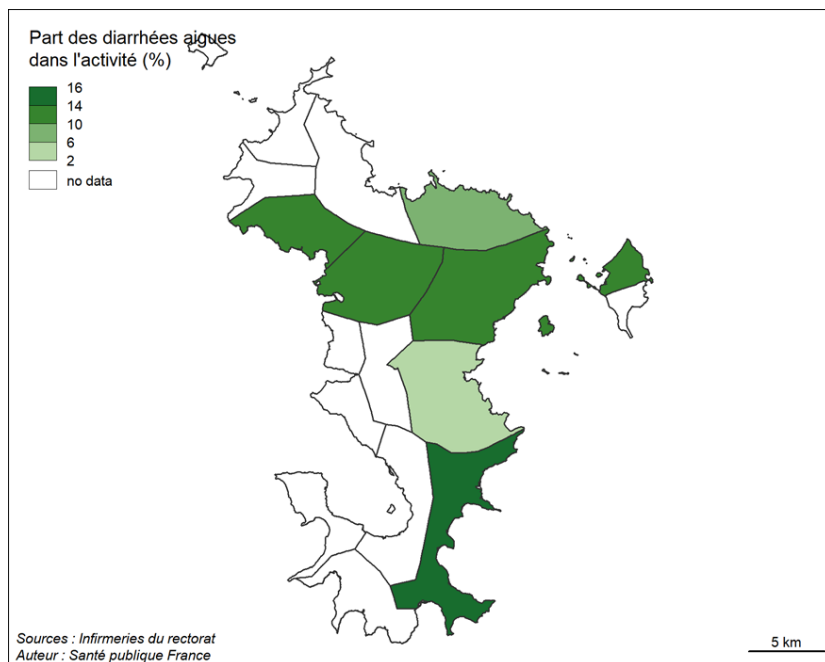 Part des diarrhées aigues
dans l'activité (%)
16
14
10
6
2
no data
Sources : Infirmeries du rectorat
Auteur : Santé publique France
5 km